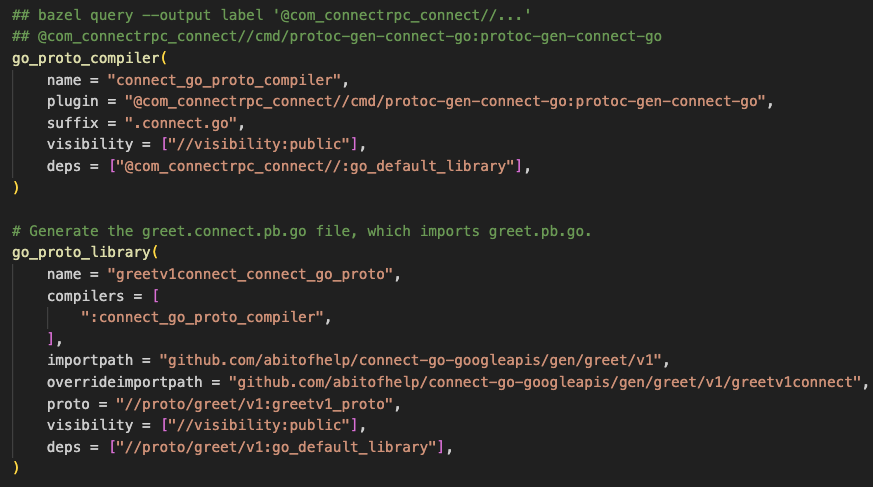 ## bazel query --output label '@com_connectrpc_connect//...'
## @com_connectrpc_connect//cmd/protoc-gen-connect-go:protoc-gen-connect-go
go_proto_compiler(
    name = "connect_go_proto_compiler",
    plugin = "@com_connectrpc_connect//cmd/protoc-gen-connect-go:protoc-gen-connect-go",
    suffix = ".connect.go",
    visibility = ["//visibility:public"],
    deps = ["@com_connectrpc_connect//:go_default_library"],
)

# Generate the greet.connect.pb.go file, which imports greet.pb.go.
go_proto_library(
    name = "greetv1connect_connect_go_proto",
    compilers = [
        ":connect_go_proto_compiler",
    ],
    importpath = "github.com/abitofhelp/connect-go-googleapis/gen/greet/v1",
    overrideimportpath = "github.com/abitofhelp/connect-go-googleapis/gen/greet/v1/greetv1connect",
    proto = "//proto/greet/v1:greetv1_proto",
    visibility = ["//visibility:public"],
    deps = ["//proto/greet/v1:go_default_library"],
)